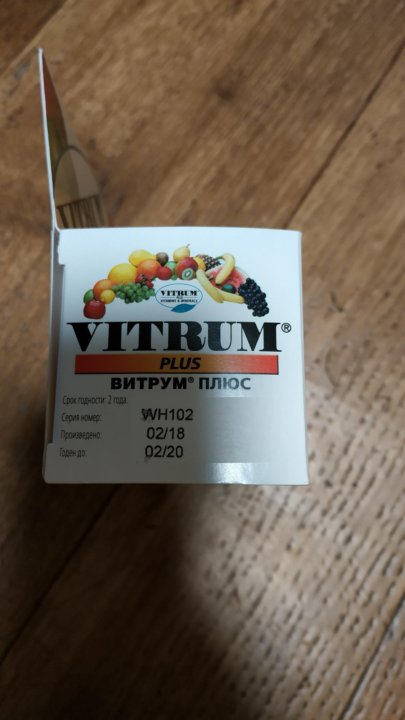 VITRUM
VITAMINS & MINERALS
VITRUM®
PLUS
ВИТРУМ® ПЛЮС
Срок годности: 2 года.
Серия номер: WH102
Произведено: 02/18
Годен до: 02/20